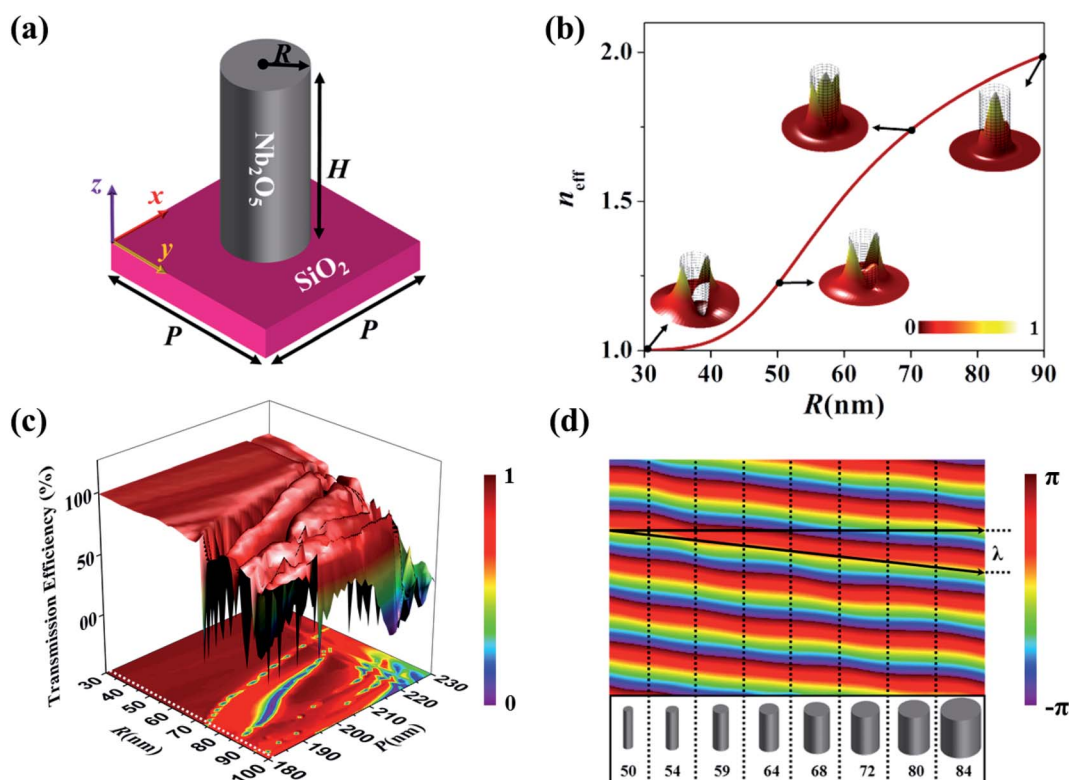 (a)
R
Nb₂O₅
H
z
x
y
SiO₂
P
P
(b)
2.0
1.5
1.0
n_eff
0 1
30 40 50 60 70 80 90
R(nm)
(c)
Transmission Efficiency (%)
100
50
00
30 40 50 60 70 80 90 100
R(nm)
180 190 200 210 220 230
P(nm)
1
0
(d)
λ
π
-π
50 54 59 64 68 72 80 84